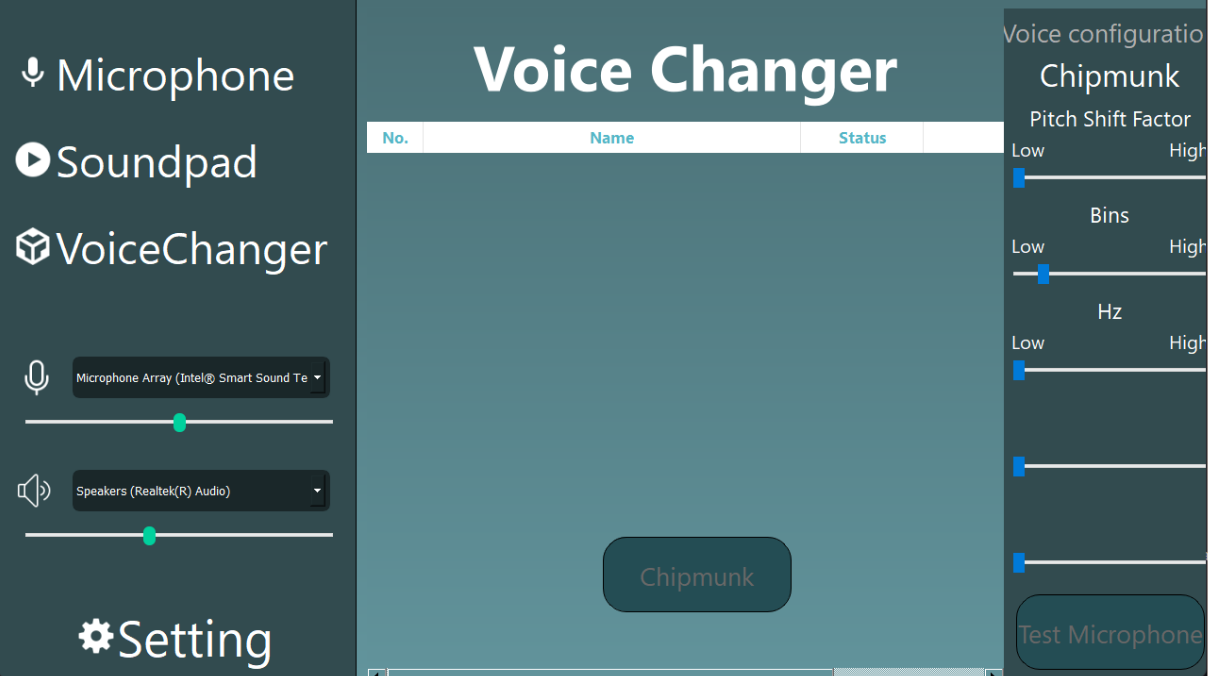 Microphone
Soundpad
VoiceChanger
Microphone Array (Intel® Smart Sound Te
Speakers (Realtek(R) Audio)
Setting
Voice Changer
No. Name Status
Chipmunk
Voice configuratio
Chipmunk
Pitch Shift Factor
Low High
Bins
Low High
Hz
Low High
Test Microphone